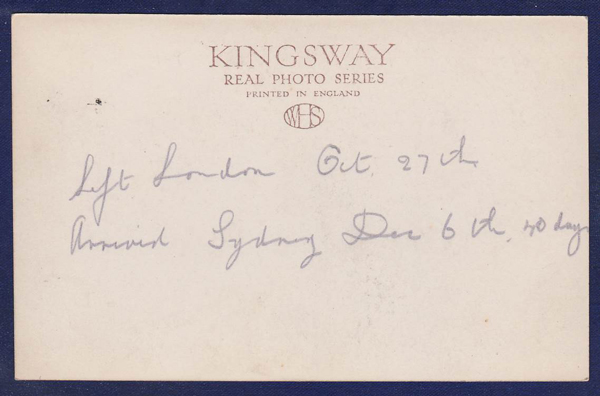 KINGSWAY
REAL PHOTO SERIES
PRINTED IN ENGLAND
WHS
Left London Oct. 27th
Arrived Sydney Dec 6th. 40 days